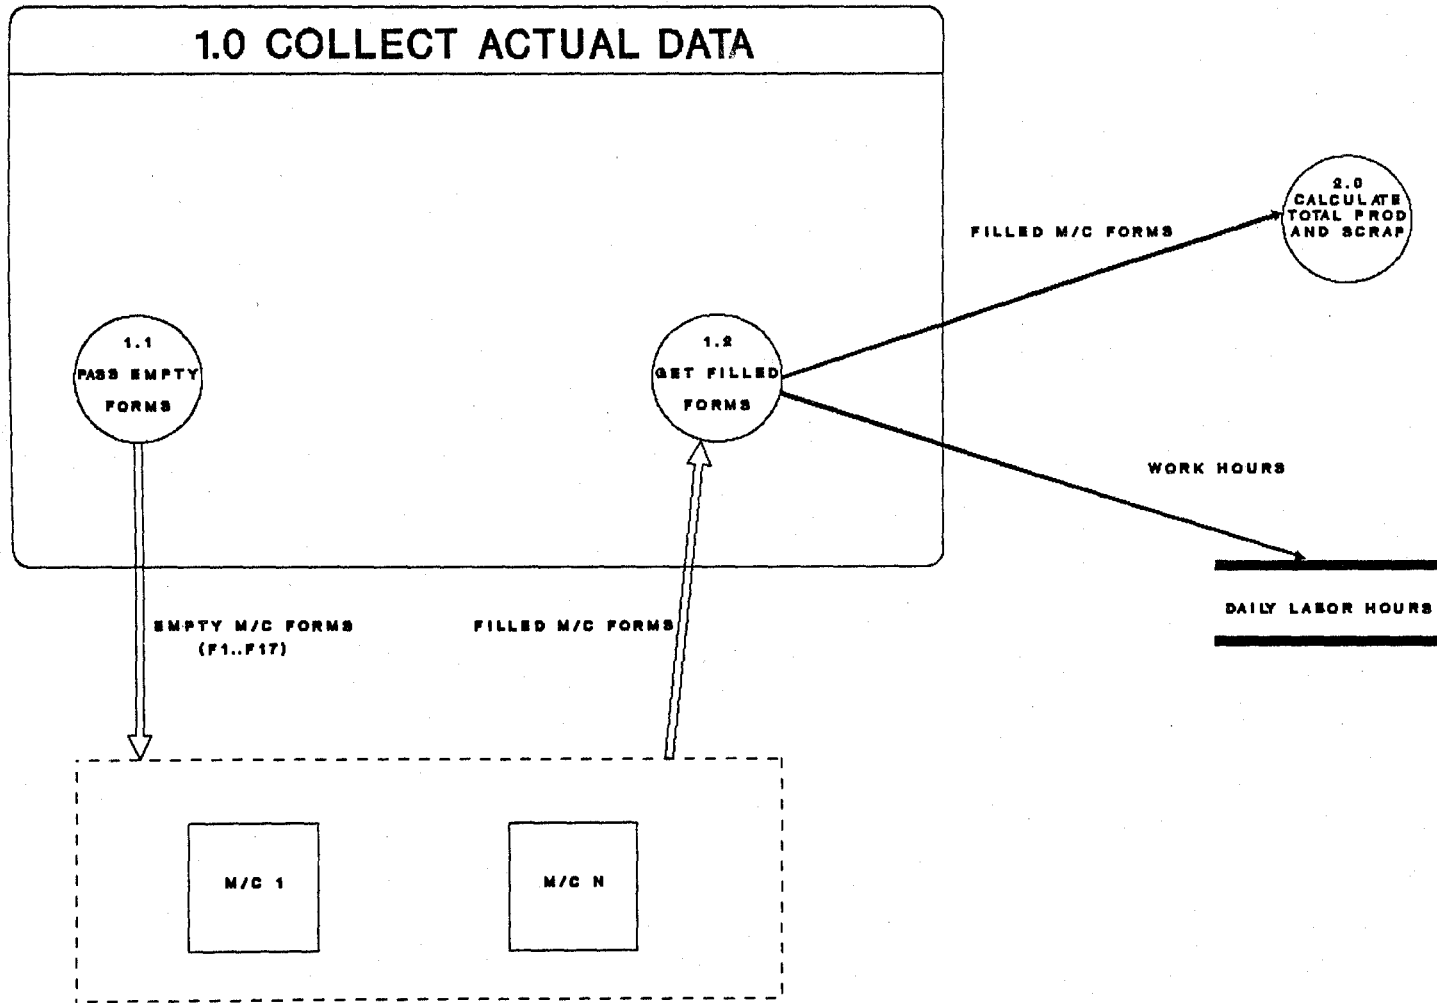 1.0 COLLECT ACTUAL DATA
2.0
CALCULATE
TOTAL PROD
AND SCRAP
FILLED M/C FORMS
1.1
PASS EMPTY
FORMS
1.2
GET FILLED
FORMS
WORK HOURS
DAILY LABOR HOURS
EMPTY M/C FORMS
(F1..F17)
FILLED M/C FORMS
M/C 1
M/C N